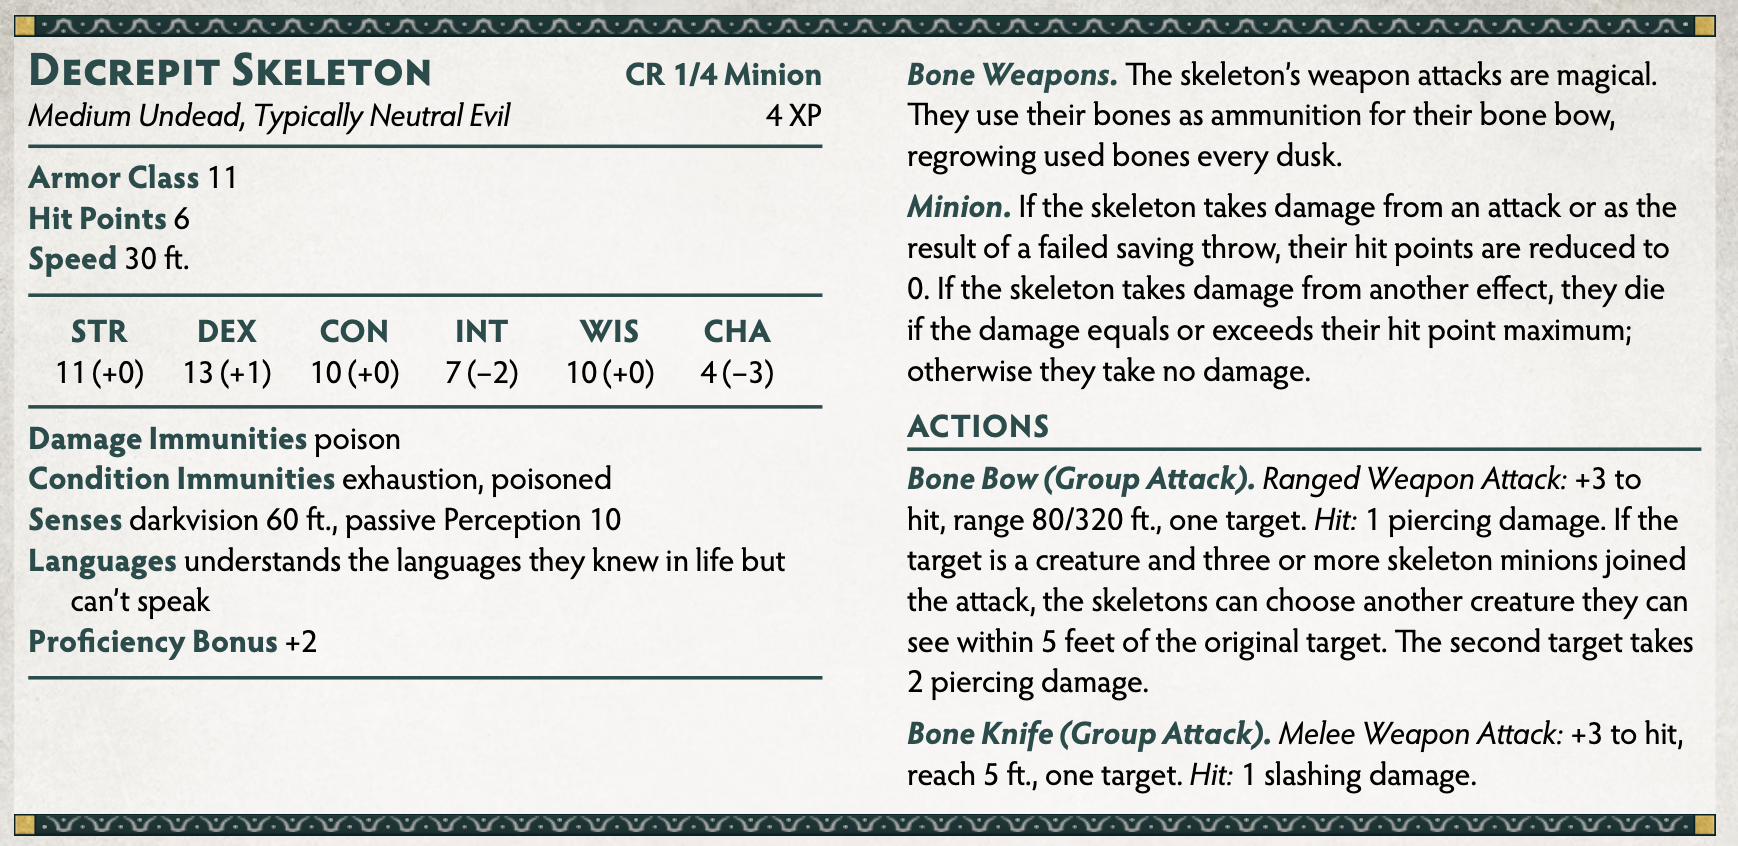 Decrepit Skeleton
CR 1/4 Minion
Medium Undead, Typically Neutral Evil
4 XP
Armor Class 11
Hit Points 6
Speed 30 ft.
STR DEX CON INT WIS CHA
11 (+0) 13 (+1) 10 (+0) 7 (−2) 10 (+0) 4 (−3)
Damage Immunities poison
Condition Immunities exhaustion, poisoned
Senses darkvision 60 ft., passive Perception 10
Languages understands the languages they knew in life but
can't speak
Proficiency Bonus +2
Bone Weapons. The skeleton's weapon attacks are magical.
They use their bones as ammunition for their bone bow,
regrowing used bones every dusk.
Minion. If the skeleton takes damage from an attack or as the
result of a failed saving throw, their hit points are reduced to
0. If the skeleton takes damage from another effect, they die
if the damage equals or exceeds their hit point maximum;
otherwise they take no damage.
ACTIONS
Bone Bow (Group Attack). Ranged Weapon Attack: +3 to
hit, range 80/320 ft., one target. Hit: 1 piercing damage. If the
target is a creature and three or more skeleton minions joined
the attack, the skeletons can choose another creature they can
see within 5 feet of the original target. The second target takes
2 piercing damage.
Bone Knife (Group Attack). Melee Weapon Attack: +3 to hit,
reach 5 ft., one target. Hit: 1 slashing damage.